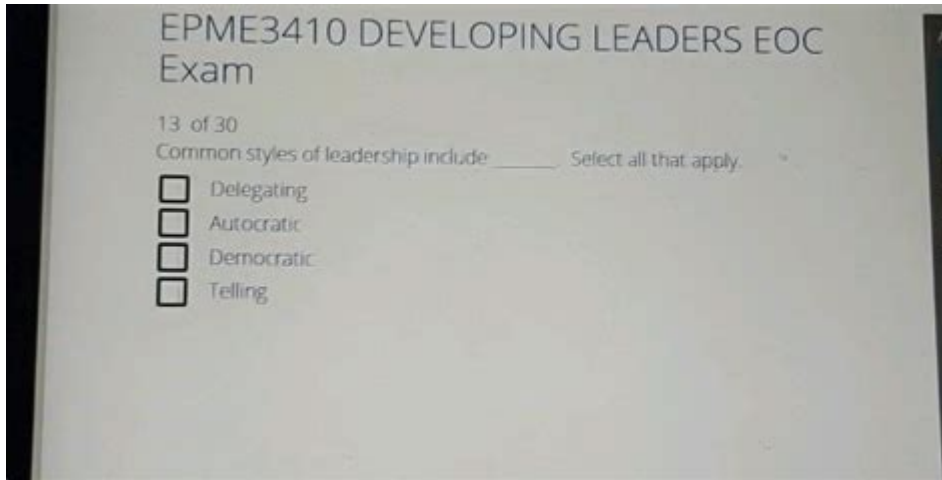 EPME3410 DEVELOPING LEADERS EOC
Exam
13 of 30
Common styles of leadership include ______ Select all that apply.
Delegating
Autocratic
Democratic
Telling